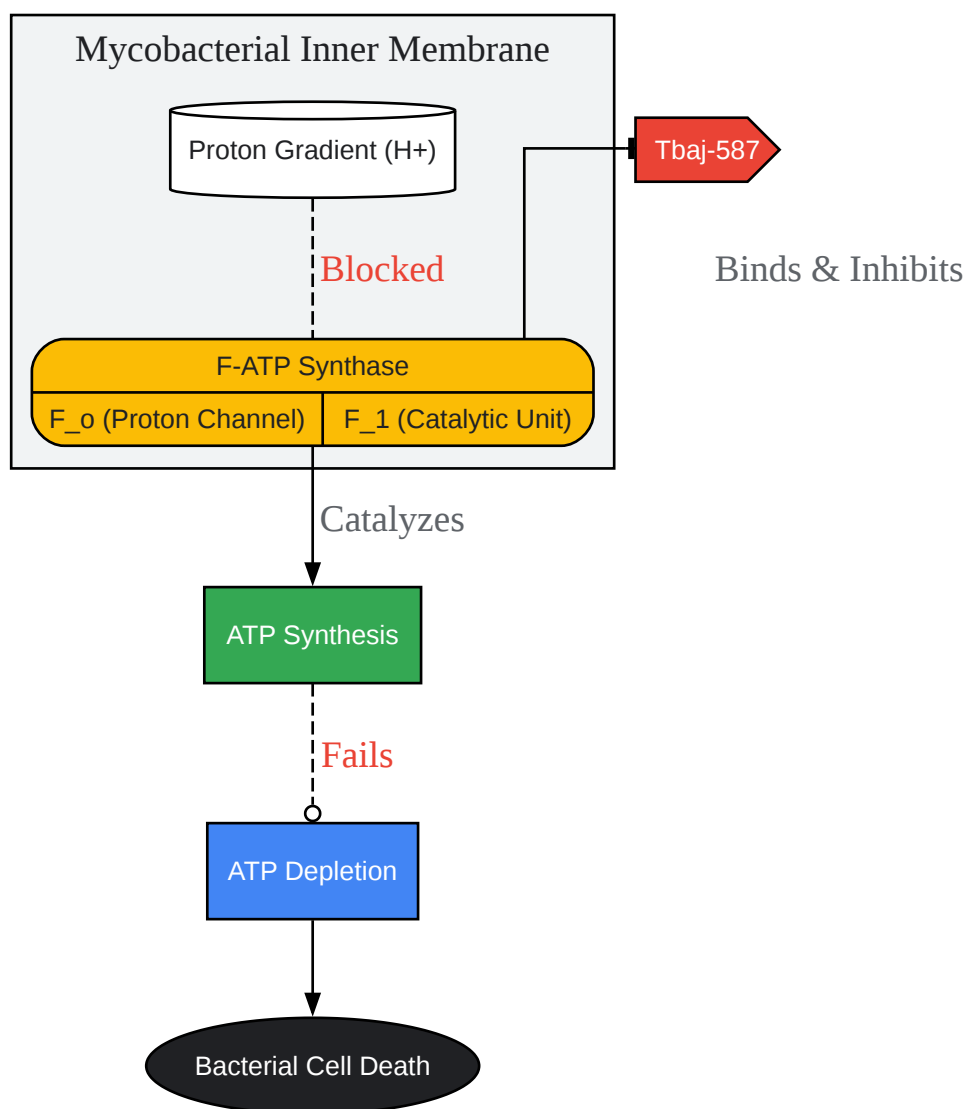 Mycobacterial Inner Membrane
Proton Gradient (H+)
Tbaj-587
Blocked
Binds & Inhibits
F-ATP Synthase
F_o (Proton Channel)
F_1 (Catalytic Unit)
Catalyzes
ATP Synthesis
Fails
ATP Depletion
Bacterial Cell Death